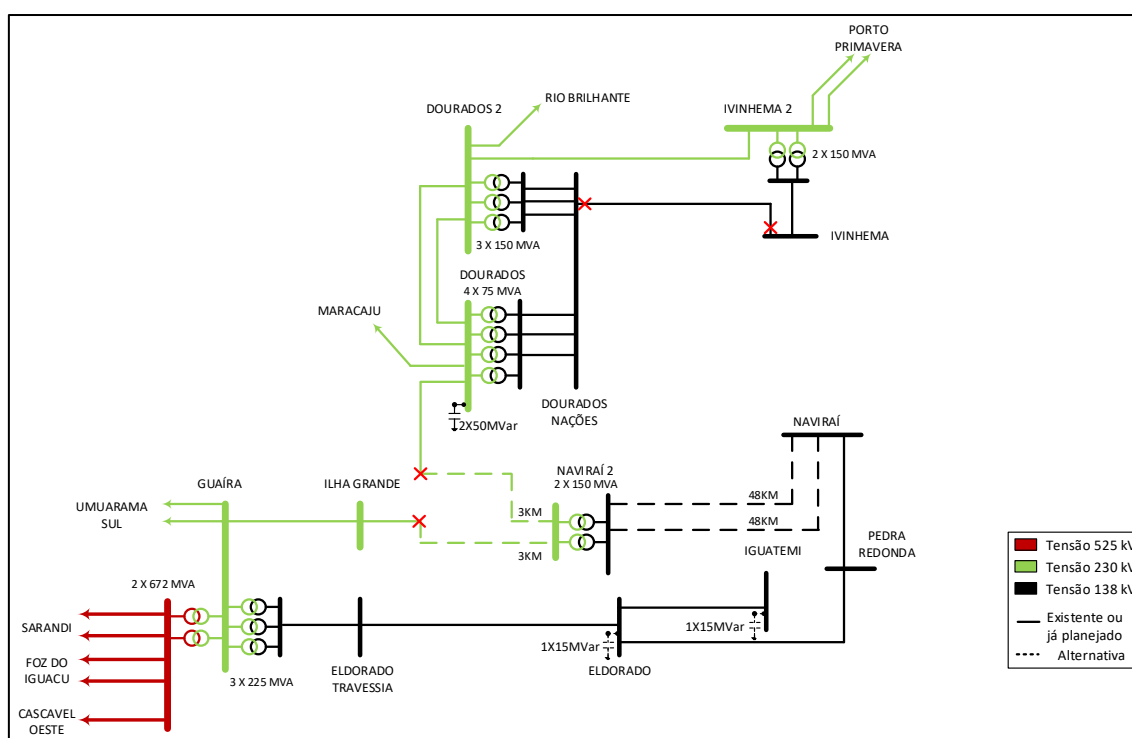 PORTO
PRIMAVERA
RIO BRILHANTE
DOURADOS 2
IVINHEMA 2
2 X 150 MVA
IVINHEMA
3 X 150 MVA
DOURADOS
4 X 75 MVA
MARACAJU
2X50MVar
DOURADOS
NAÇÕES
NAVIRAÍ
GUAÍRA
ILHA GRANDE
NAVIRAÍ 2
2 X 150 MVA
UMUARAMA
SUL
3KM
3KM
48KM
48KM
IGUATEMI
PEDRA
REDONDA
2 X 672 MVA
SARANDI
FOZ DO
IGUACU
CASCAVEL
OESTE
3 X 225 MVA
ELDORADO
TRAVESSIA
1X15MVar
ELDORADO
1X15MVar
Tensão 525 kV
Tensão 230 kV
Tensão 138 kV
Existente ou
já planejado
Alternativa